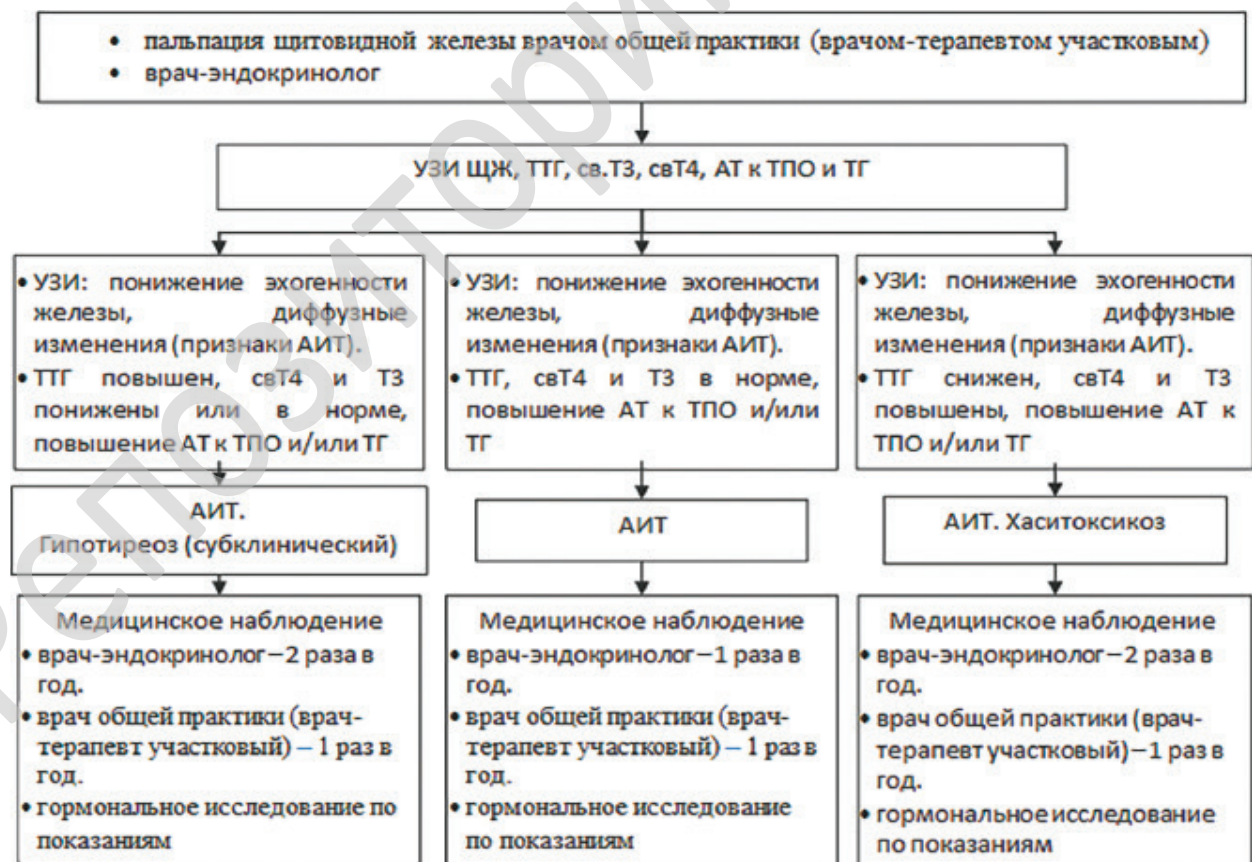 • пальпация щитовидной железы врачом общей практики (врачом-терапевтом участковым)
• врач-эндокринолог
УЗИ ЩЖ, ТТГ, св.Т3, свТ4, АТ к ТПО и ТГ
• УЗИ: понижение эхогенности
железы, диффузные
изменения (признаки АИТ).
• ТТГ повышен, свТ4 и Т3
понижены или в норме,
повышение АТ к ТПО и/или ТГ
• УЗИ: понижение эхогенности
железы, диффузные
изменения (признаки АИТ).
• ТТГ, свТ4 и Т3 в норме,
повышение АТ к ТПО и/или
ТГ
• УЗИ: понижение эхогенности
железы, диффузные
изменения (признаки АИТ).
• ТТГ снижен, свТ4 и Т3
повышены, повышение АТ к
ТПО и/или ТГ
АИТ.
Гипотиреоз (субклинический)
АИТ
АИТ. Хаситоксикоз
Медицинское наблюдение
• врач-эндокринолог—2 раза в
год.
• врач общей практики (врач-
терапевт участковый) – 1 раз в
год.
• гормональное исследование по
показаниям
Медицинское наблюдение
• врач-эндокринолог—1 раза в
год.
• врач общей практики (врач-
терапевт участковый) – 1 раз в
год.
• гормональное исследование
по показаниям
Медицинское наблюдение
• врач-эндокринолог—2 раза в
год.
• врач общей практики (врач-
терапевт участковый)—1 раз в
год.
• гормональное исследование
по показаниям
Репозитори